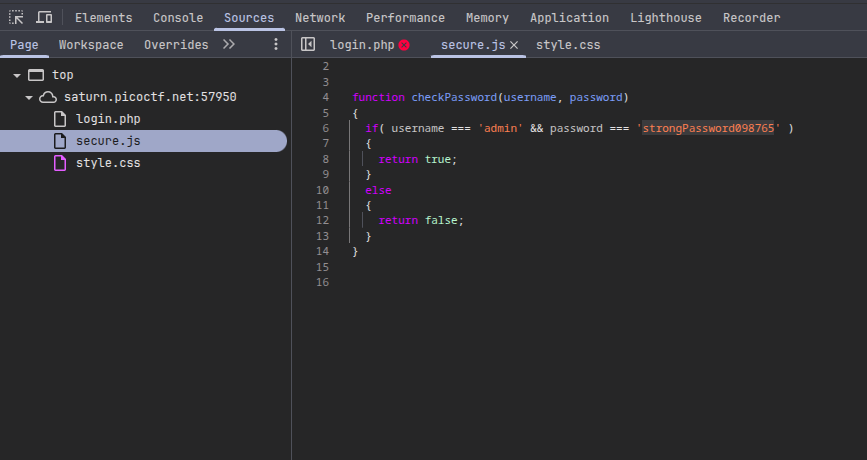 Elements Console Sources Network Performance Memory Application Lighthouse Recorder
Page Workspace Overrides
login.php secure.js style.css
top
saturn.picoctf.net:57950
login.php
secure.js
style.css
2
3
4 function checkPassword(username, password)
5 {
6 if( username === 'admin' && password === 'strongPassword098765' )
7 {
8 return true;
9 }
10 else
11 {
12 return false;
13 }
14 }
15
16